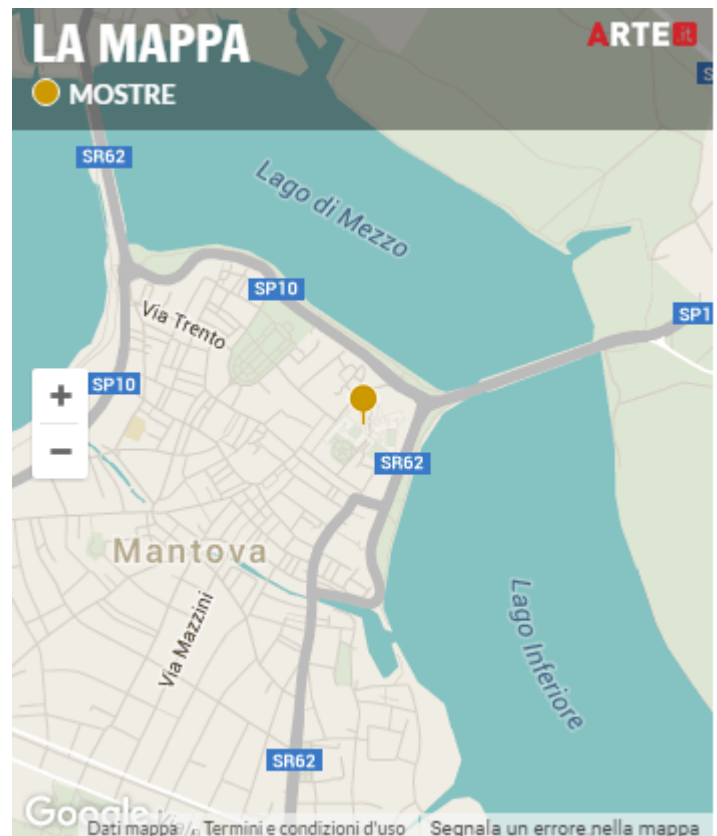 LA MAPPA
ARTE.it
MOSTRE
SR62
Lago di Mezzo
SP10
Via Trento
SP1
SP10
SR62
Mantova
Lago Inferiore
Via Mazzini
SR62
Google
Dati mappa
Termini e condizioni d'uso
Segnala un errore nella mappa